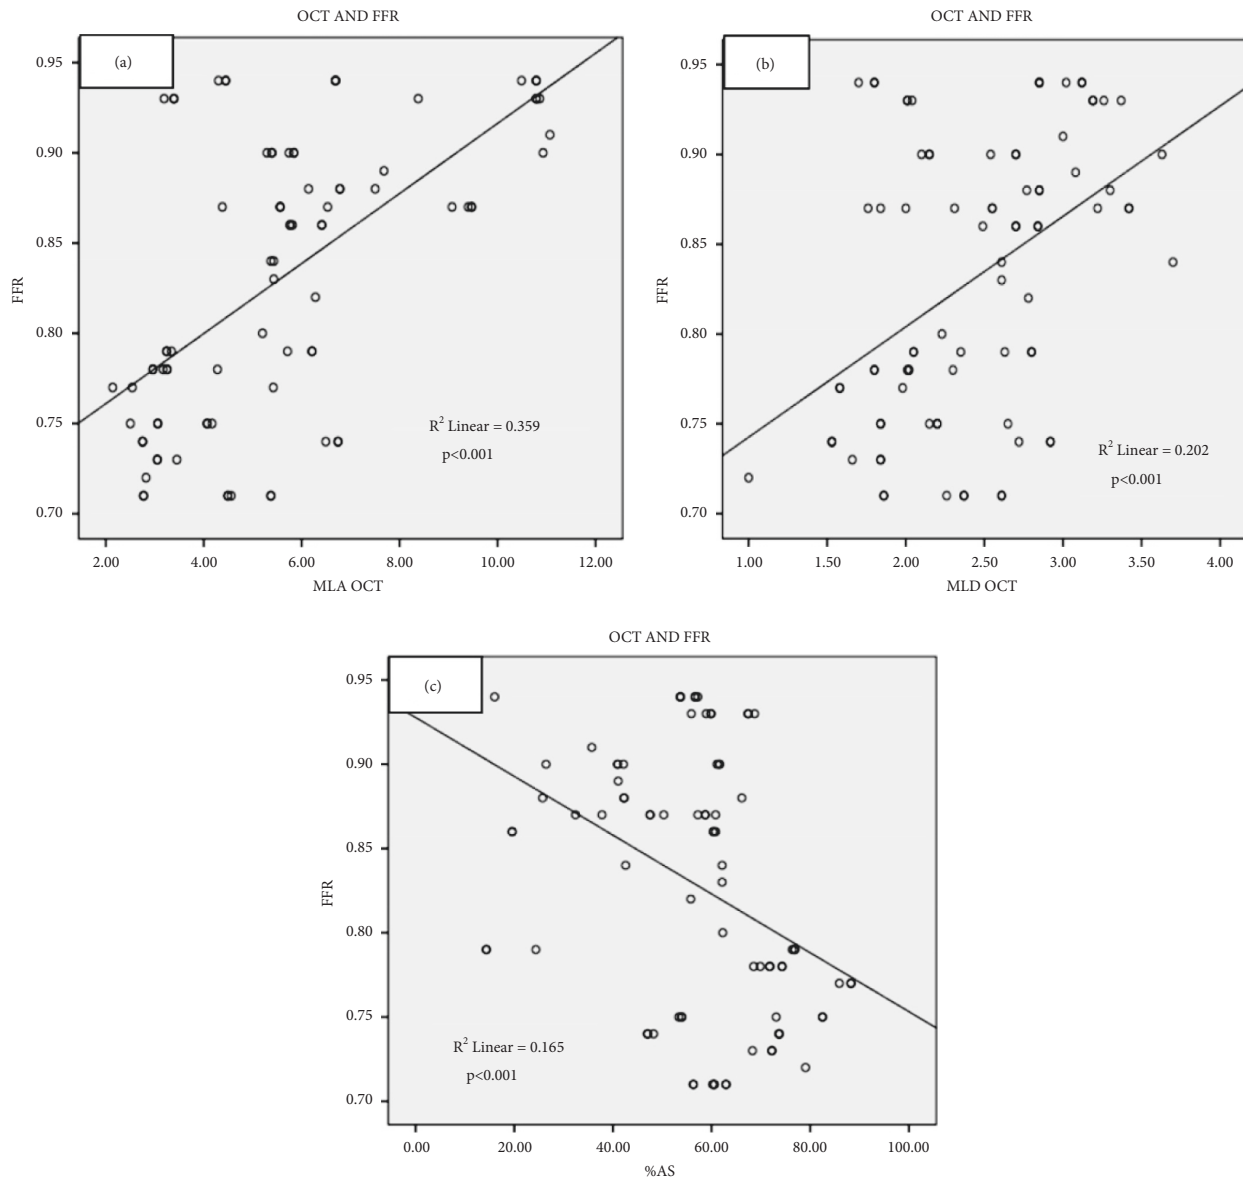 OCT AND FFR
(a)
0.95
0.90
0.85
0.80
0.75
0.70
FFR
R² Linear = 0.359
p<0.001
2.00 4.00 6.00 8.00 10.00 12.00
MLA OCT
OCT AND FFR
(b)
0.95
0.90
0.85
0.80
0.75
0.70
FFR
R² Linear = 0.202
p<0.001
1.00 1.50 2.00 2.50 3.00 3.50 4.00
MLD OCT
OCT AND FFR
(c)
0.95
0.90
0.85
0.80
0.75
0.70
FFR
R² Linear = 0.165
p<0.001
0.00 20.00 40.00 60.00 80.00 100.00
%AS